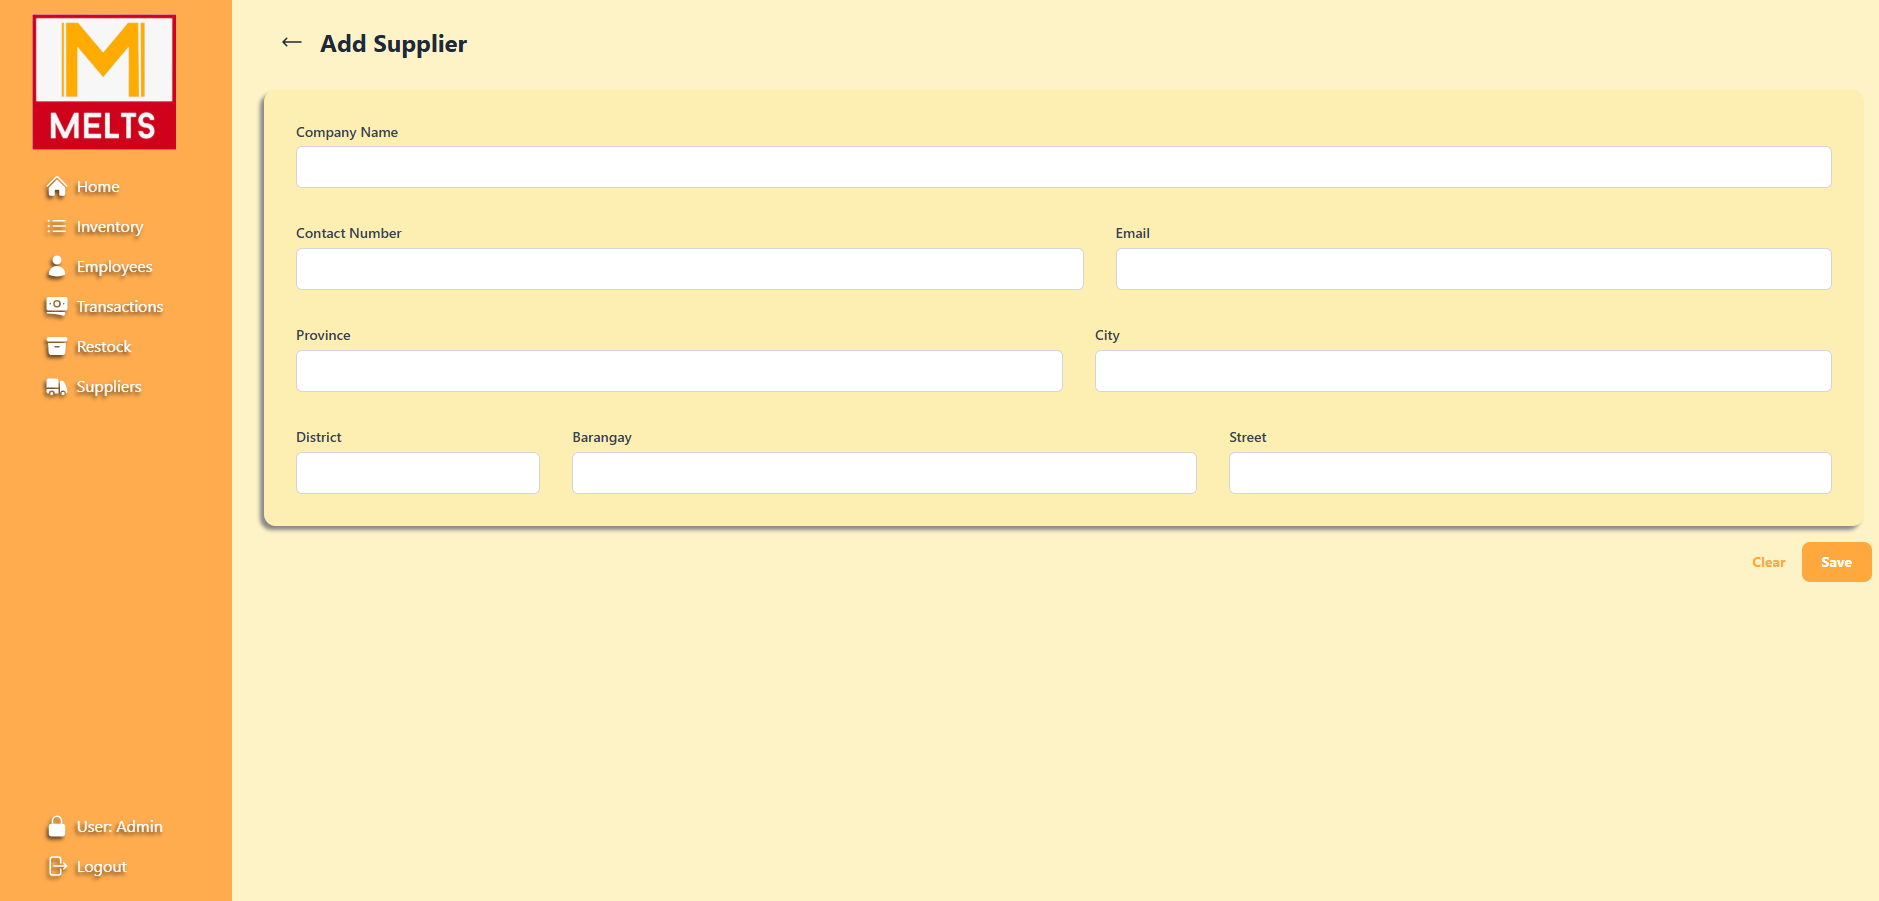 M
MELTS
Home
Inventory
Employees
Transactions
Restock
Suppliers
User: Admin
Logout
Add Supplier
Company Name
Contact Number Email
Province City
District Barangay Street
Clear Save